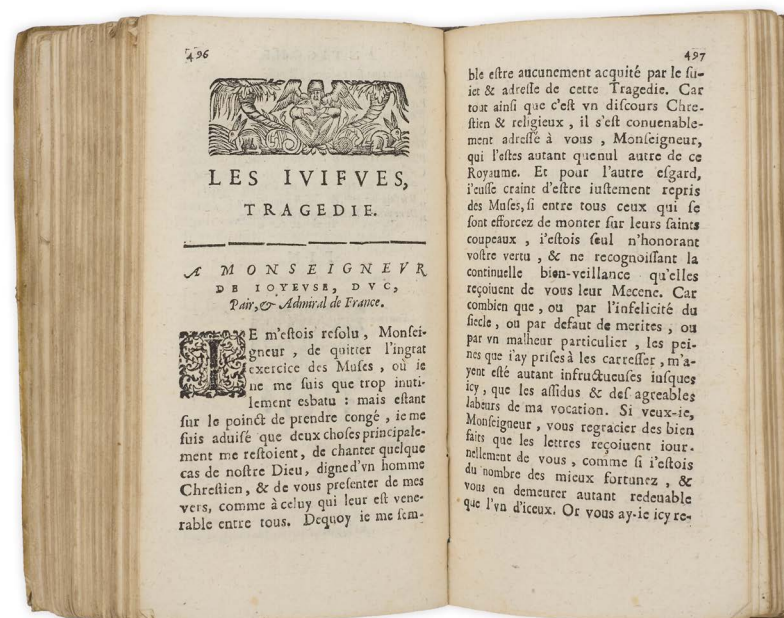 496
LES IVIFVES,
TRAGEDIE.
A MONSEIGNEVR
DE IOYEVSE, DVC,
Pair, & Admiral de France.
IE m'eſtois reſolu, Monſei-
gneur, de quitter l'ingrat
exercice des Muſes, où ie
ne me ſuis que trop inuti-
lement esbatu : mais eſtant
ſur le poinct de prendre congé, ie me
ſuis aduiſé que deux choſes principale-
ment me reſtoient, de chanter quelque
cas de noſtre Dieu, digne d'vn homme
Chreſtien, & de vous preſenter de mes
vers, comme à celuy qui leur eſt vene-
rable entre tous. Dequoy ie me ſem-
497
ble eſtre aucunement acquité par le ſu-
iet & adreſſe de cette Tragedie. Car
tout ainſi que c'eſt vn diſcours Chre-
ſtien & religieux, il s'eſt conuenable-
ment adreſſé à vous, Monſeigneur,
qui l'eſtes autant que nul autre de ce
Royaume. Et pour l'autre eſgard,
i'euſſe craint d'eſtre iuſtement repris
des Muſes, ſi entre tous ceux qui ſe
ſont efforcez de monter ſur leurs ſaints
coupeaux, i'eſtois ſeul n'honorant
voſtre vertu, & ne recognoiſſant la
continuelle bien-veillance qu'elles
reçoiuent de vous leur Mecene. Car
combien que, ou par l'infelicité du
ſiecle, ou par defaut de merites, ou
par vn malheur particulier, les pei-
nes que i'ay priſes à les carreſſer, m'a-
yent eſté autant infructueuſes iuſques
icy, que les aſſidus & deſ agreables
labeurs de ma vocation. Si veux-ie,
Monſeigneur, vous regracier des bien
faits que les lettres reçoiuent iour-
nellement de vous, comme ſi i'eſtois
du nombre des mieux fortunez, &
vous en demeurer autant redeuable
que l'vn d'iceux. Or vous ay-ie icy re-